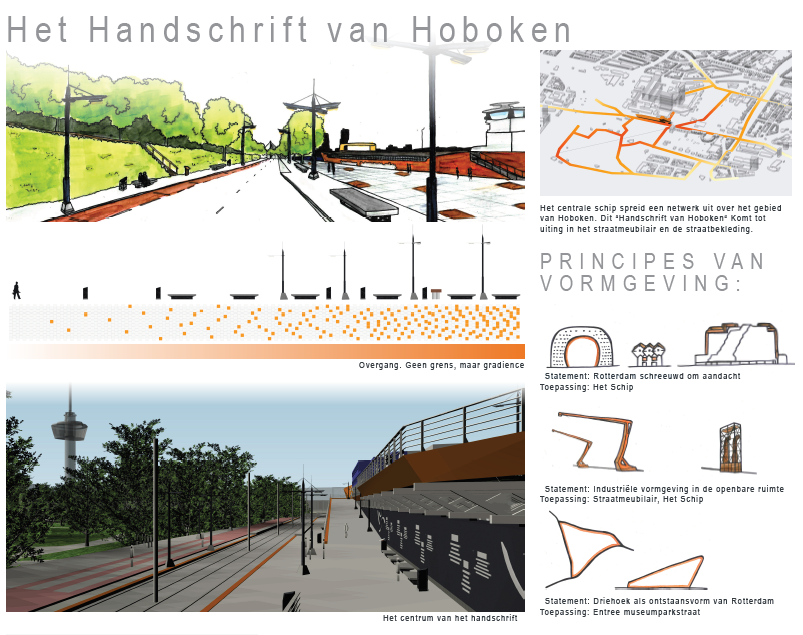 Het Handschrift van Hoboken
Het centrale schip spreid een netwerk uit over het gebied
van Hoboken. Dit "Handschrift van Hoboken" Komt tot
uiting in het straatmeubilair en de straatbekleding.
Overgang. Geen grens, maar gradience
Het centrum van het handschrift
PRINCIPES VAN
VORMGEVING:
Statement: Rotterdam schreeuwd om aandacht
Toepassing: Het Schip
Statement: Industriële vormgeving in de openbare ruimte
Toepassing: Straatmeubilair, Het Schip
Statement: Driehoek als ontstaansvorm van Rotterdam
Toepassing: Entree museumparkstraat